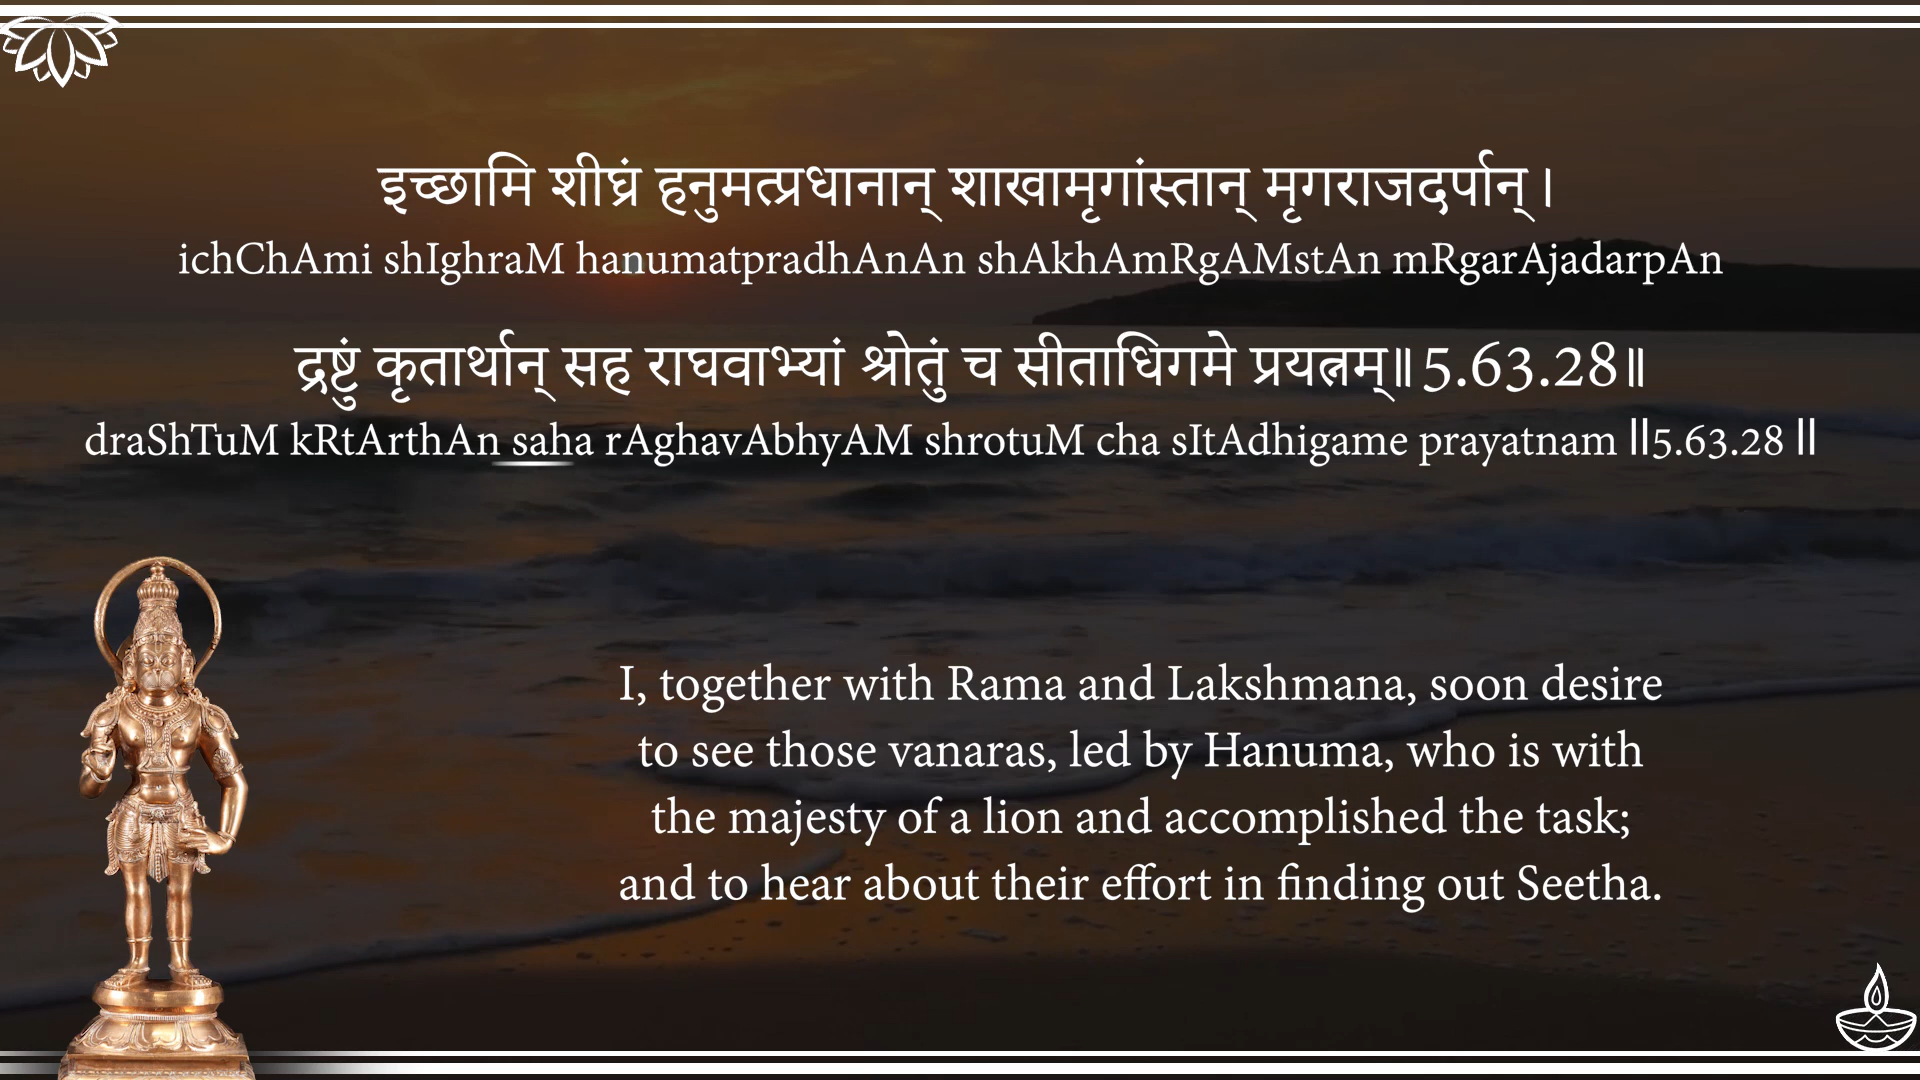 इच्छामि शीघ्रं हनुमत्प्रधानान् शाखामृगांस्तान् मृगराजदर्पान्।
ichChAmi shIghraM hanumatpradhAnAn shAkhAmRgAMstAn mRgarAjadarpAn
द्रष्टुं कृतार्थान् सह राघवाभ्यां श्रोतुं च सीताधिगमे प्रयत्नम्॥5.63.28॥
draShTuM kRtArthAn saha rAghavAbhyAM shrotuM cha sItAdhigame prayatnam ॥5.63.28 ॥
I, together with Rama and Lakshmana, soon desire
to see those vanaras, led by Hanuma, who is with
the majesty of a lion and accomplished the task;
and to hear about their effort in finding out Seetha.